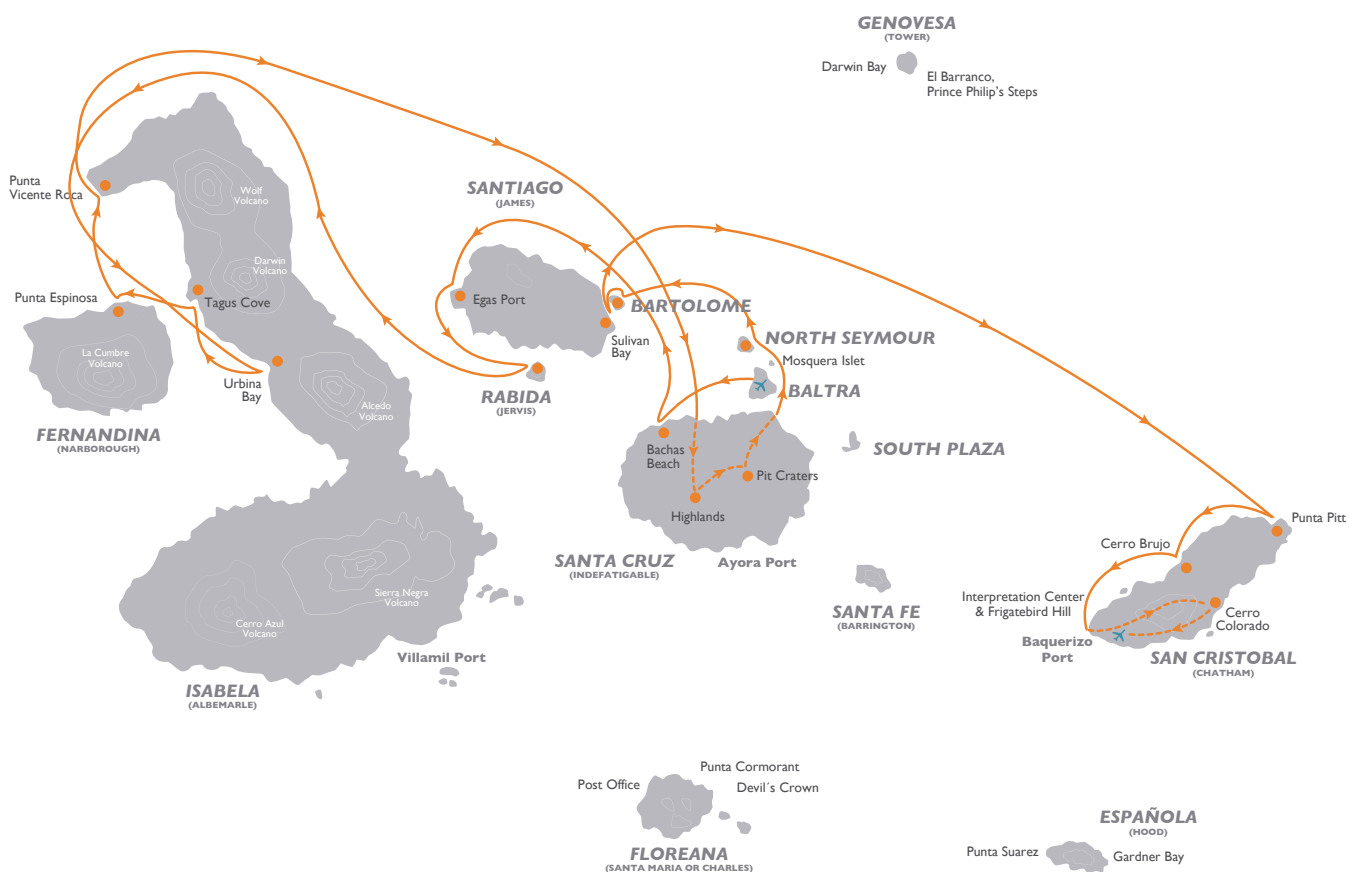 GENOVESA
(TOWER)
Darwin Bay
El Barranco,
Prince Philip's Steps
Punta
Vicente Roca
Wolf
Volcano
SANTIAGO
(JAMES)
Darwin
Volcano
Punta Espinosa
Tagus Cove
Egas Port
BARTOLOME
Sulivan
Bay
NORTH SEYMOUR
Mosquera Islet
La Cumbre
Volcano
Urbina
Bay
Alcedo
Volcano
RABIDA
(JERVIS)
BALTRA
FERNANDINA
(NARBOROUGH)
Bachas
Beach
SOUTH PLAZA
Pit Craters
Highlands
Punta Pitt
SANTA CRUZ
(INDEFATIGABLE)
Ayora Port
Cerro Brujo
Sierra Negra
Volcano
SANTA FE
(BARRINGTON)
Interpretation Center
& Frigatebird Hill
Cerro
Colorado
Cerro Azul
Volcano
Villamil Port
Baquerizo
Port
SAN CRISTOBAL
(CHATHAM)
ISABELA
(ALBEMARLE)
Post Office
Punta Cormorant
Devil´s Crown
FLOREANA
(SANTA MARIA OR CHARLES)
ESPAÑOLA
(HOOD)
Punta Suarez
Gardner Bay